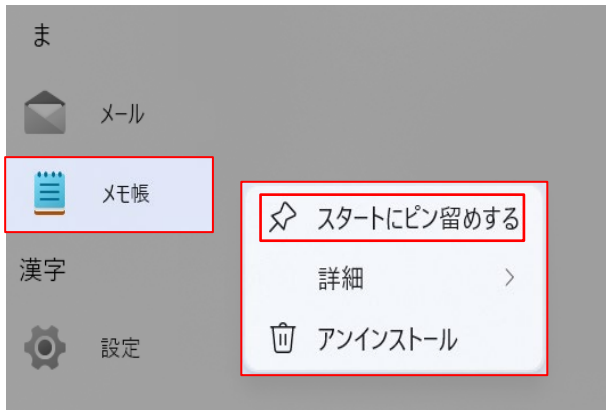 ま
メール
メモ帳
スタートにピン留めする
漢字
詳細
設定
アンインストール